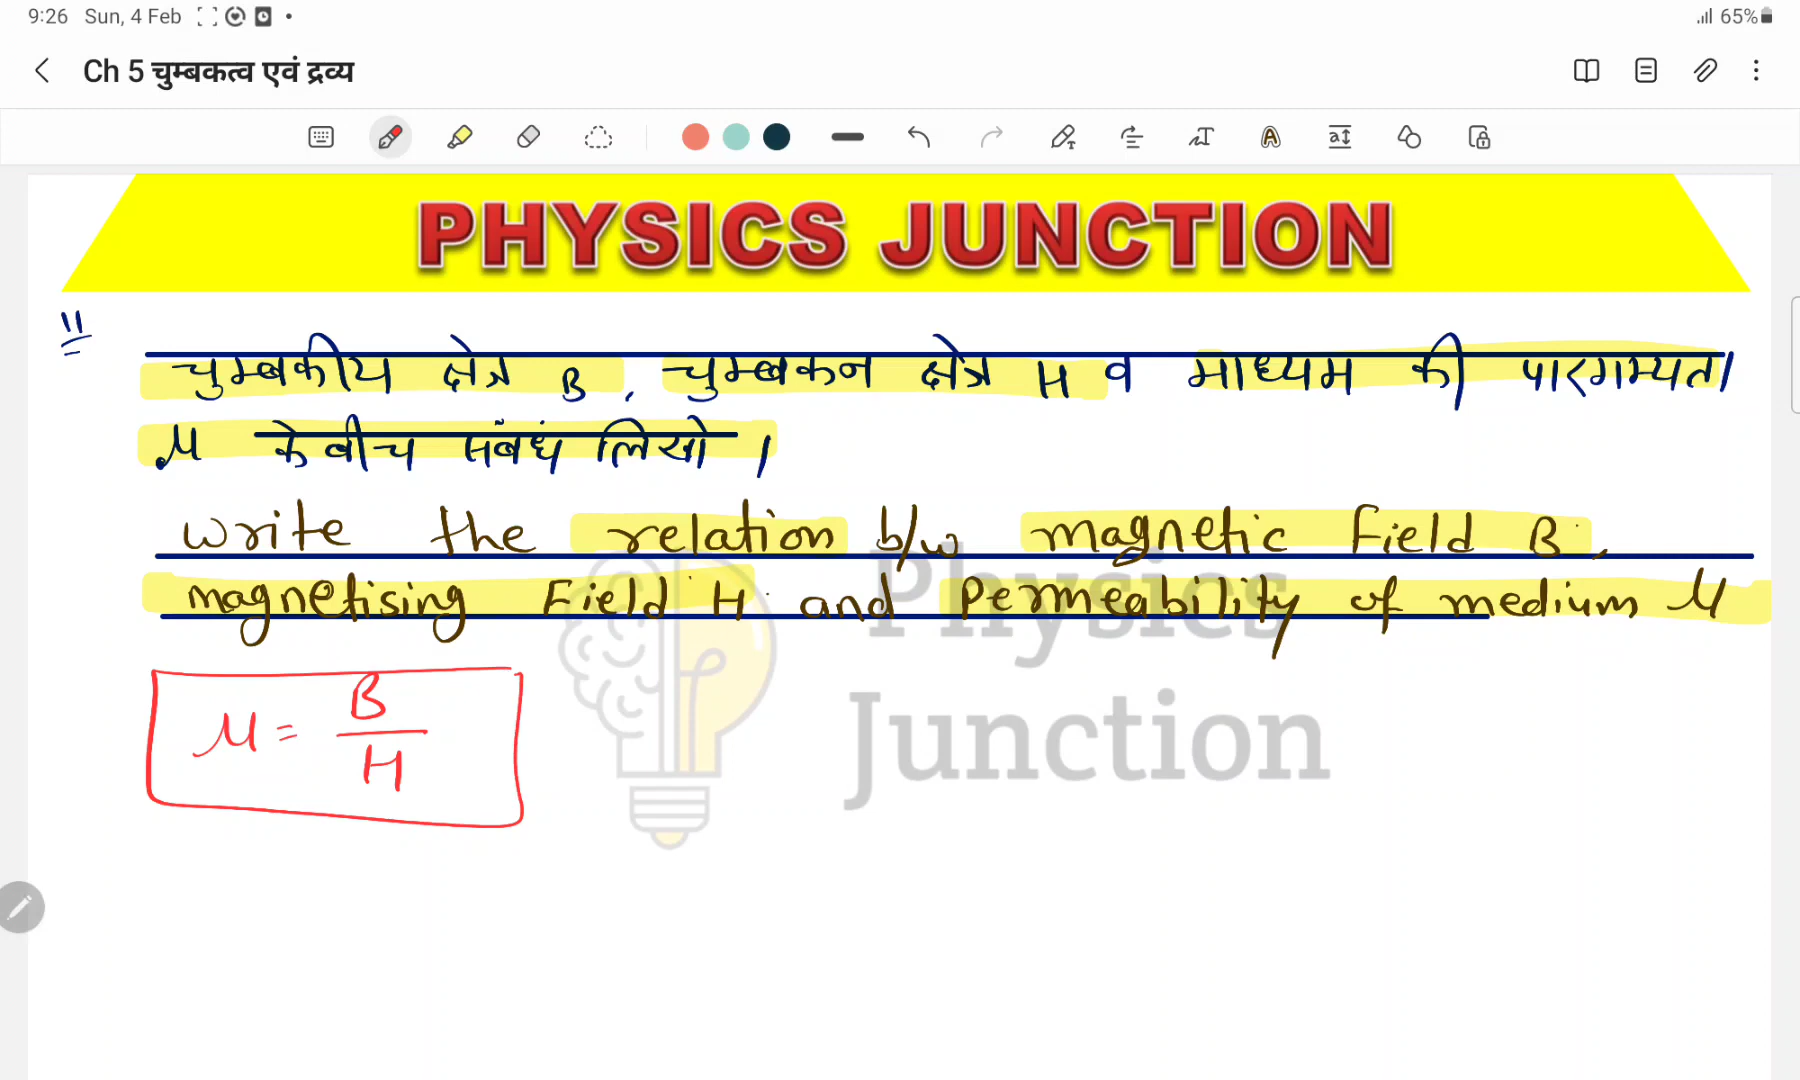 9:26 Sun, 4 Feb
65%
Ch 5 चुम्बकत्व एवं द्रव्य
PHYSICS JUNCTION
11
चुम्बकीय क्षेत्र B, चुम्बकन क्षेत्र H व माध्यम की पारगम्यता
μ के बीच संबंध लिखो।
write the relation b/w magnetic Field B,
magnetising Field H and Permeability of medium μ
Physics
Junction
μ = B/H